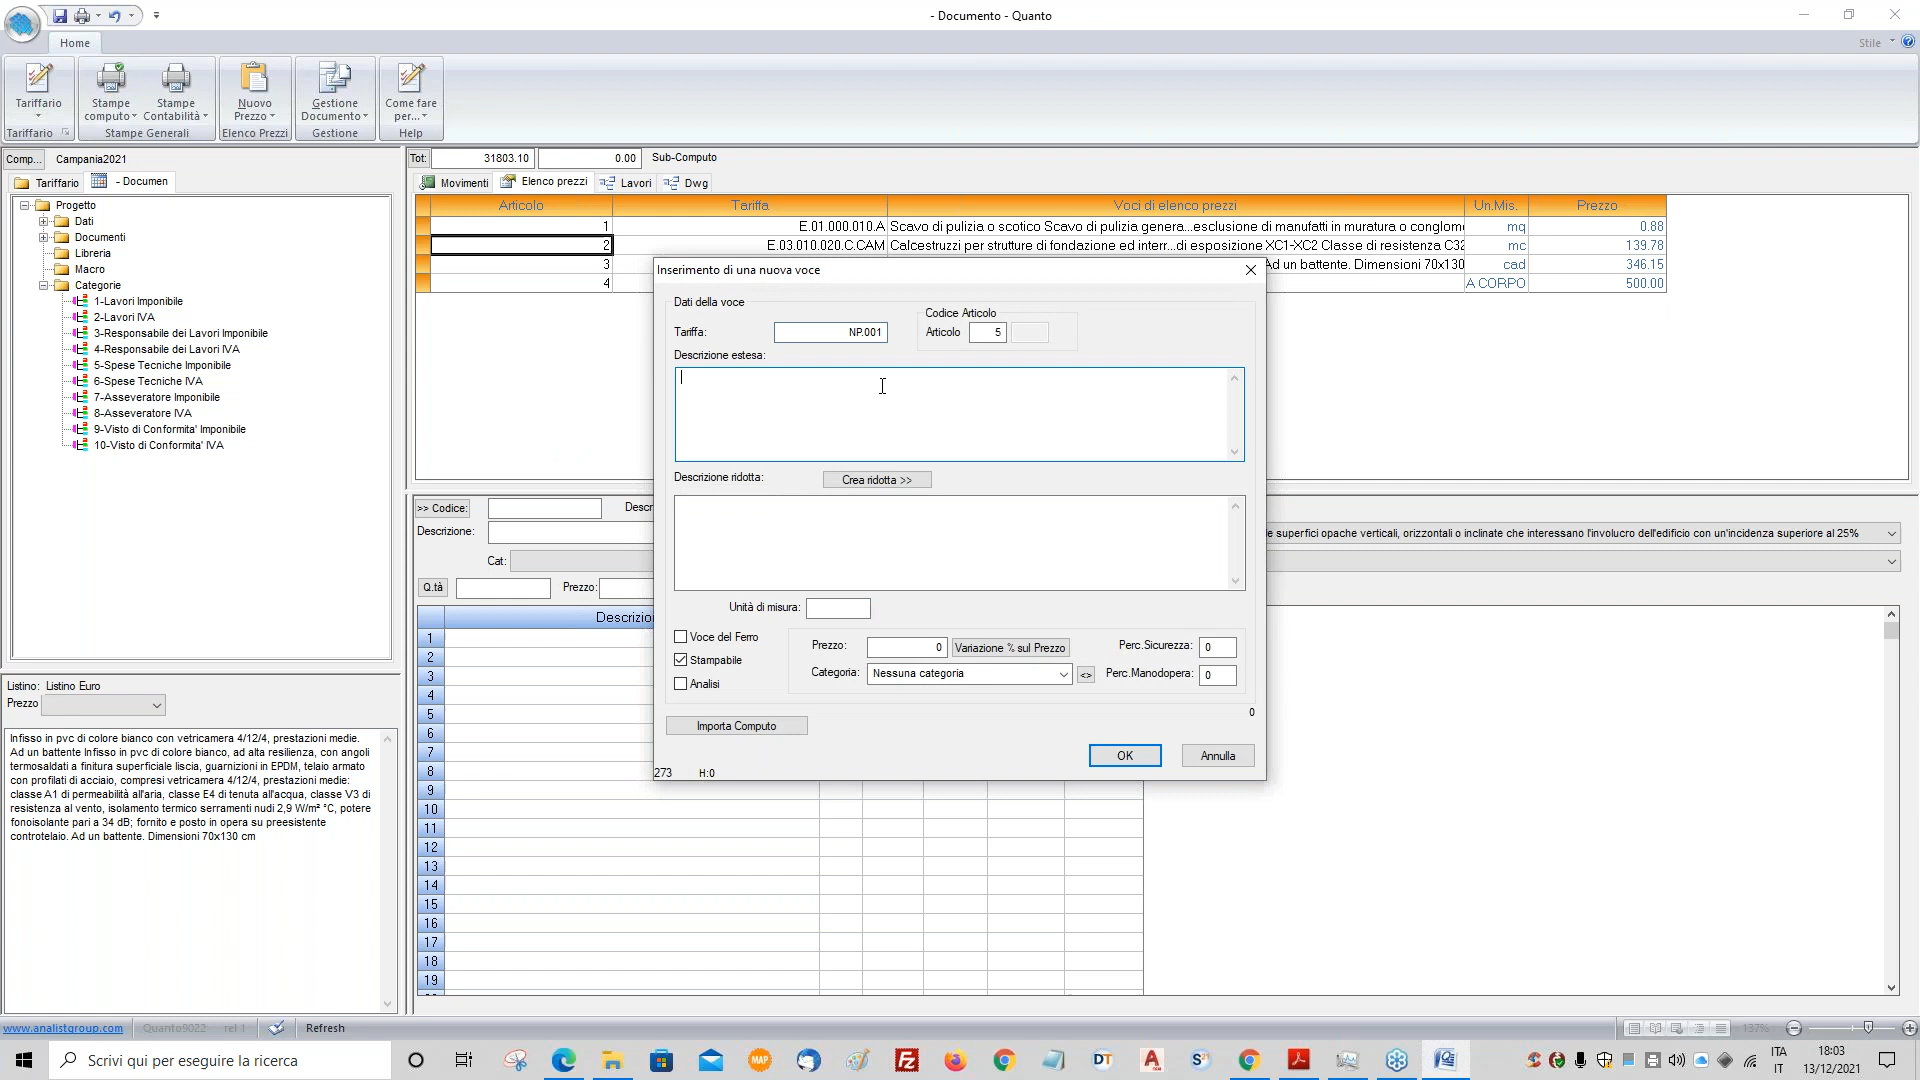 - Documento - Quanto
Home
Stile
Tariffario
Stampe computo
Stampe Contabilità
Nuovo Prezzo
Gestione Documento
Come fare per...
Tariffario
Stampe Generali
Elenco Prezzi
Gestione
Help
Comp...
Campania2021
Tariffario
- Documen
Progetto
Dati
Documenti
Libreria
Macro
Categorie
1-Lavori Imponibile
2-Lavori IVA
3-Responsabile dei Lavori Imponibile
4-Responsabile dei Lavori IVA
5-Spese Tecniche Imponibile
6-Spese Tecniche IVA
7-Asseveratore Imponibile
8-Asseveratore IVA
9-Visto di Conformita' Imponibile
10-Visto di Conformita' IVA
Listino: Listino Euro
Prezzo
Infisso in pvc di colore bianco con vetricamera 4/12/4, prestazioni medie.
Ad un battente Infisso in pvc di colore bianco, ad alta resilienza, con angoli
termosaldati a finitura superficiale liscia, guarnizioni in EPDM, telaio armato
con profilati di acciaio, compresi vetricamera 4/12/4, prestazioni medie:
classe A1 di permeabilità all'aria, classe E4 di tenuta all'acqua, classe V3 di
resistenza al vento, isolamento termico serramenti nudi 2,9 W/m² °C, potere
fonoisolante pari a 34 dB; fornito e posto in opera su preesistente
controtelaio. Ad un battente. Dimensioni 70x130 cm
Tot: 31803.10 0.00 Sub-Computo
Movimenti Elenco prezzi Lavori Dwg
Articolo Tariffa Voci di elenco prezzi Un.Mis. Prezzo
1 E.01.000.010.A Scavo di pulizia o scotico Scavo di pulizia genera...esclusione di manufatti in muratura o conglom mq 0.88
2 E.03.010.020.C.CAM Calcestruzzi per strutture di fondazione ed interr...di esposizione XC1-XC2 Classe di resistenza C32 mc 139.78
3 Ad un battente. Dimensioni 70x130 cad 346.15
4 A CORPO 500.00
Inserimento di una nuova voce
Dati della voce
Tariffa: NP.001
Codice Articolo
Articolo 5
Descrizione estesa:
Descrizione ridotta: Crea ridotta >>
Unità di misura:
Voce del Ferro
Stampabile
Analisi
Prezzo: 0 Variazione % sul Prezzo Perc.Sicurezza: 0
Categoria: Nessuna categoria <> Perc.Manodopera: 0
0
Importa Computo
OK Annulla
273 H:0
>> Codice: Descr
Descrizione:
e superfici opache verticali, orizzontali o inclinate che interessano l'involucro dell'edificio con un'incidenza superiore al 25%
Cat:
Q.tà Prezzo:
Descrizio
1
2
3
4
5
6
7
8
9
10
11
12
13
14
15
16
17
18
19
www.analistgroup.com Quanto9022 rel 1 Refresh 137%
Scrivi qui per eseguire la ricerca
MAP
DT
ITA
IT
18:03
13/12/2021